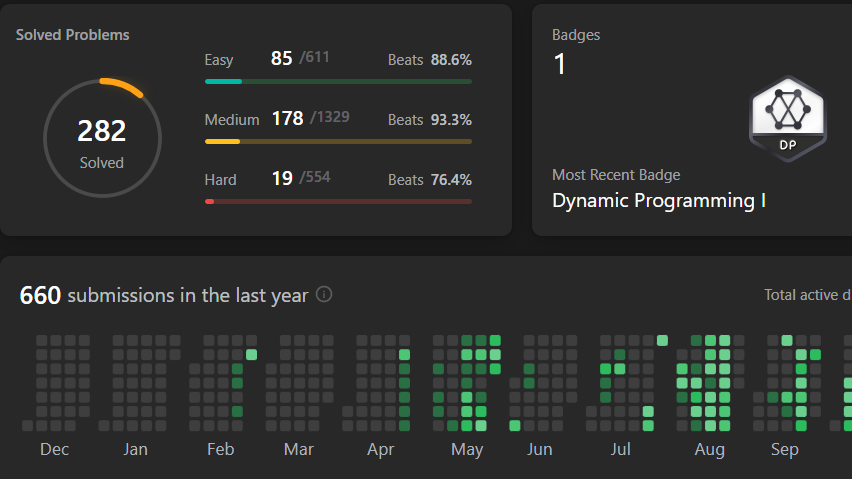 Solved Problems
282
Solved
Easy 85 /611 Beats 88.6%
Medium 178 /1329 Beats 93.3%
Hard 19 /554 Beats 76.4%
Badges
1
DP
Most Recent Badge
Dynamic Programming I
660 submissions in the last year
Total active d
Dec Jan Feb Mar Apr May Jun Jul Aug Sep